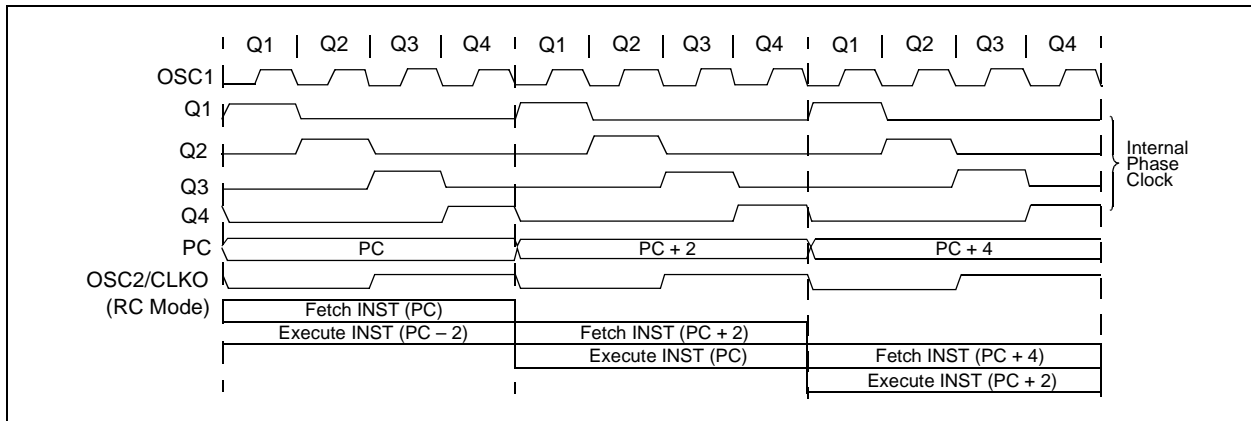 Q1 Q2 Q3 Q4 Q1 Q2 Q3 Q4 Q1 Q2 Q3 Q4
OSC1
Q1
Q2
Q3
Q4
Internal
Phase
Clock
PC PC PC + 2 PC + 4
OSC2/CLKO
(RC Mode)
Fetch INST (PC)
Execute INST (PC – 2) Fetch INST (PC + 2)
Execute INST (PC) Fetch INST (PC + 4)
Execute INST (PC + 2)